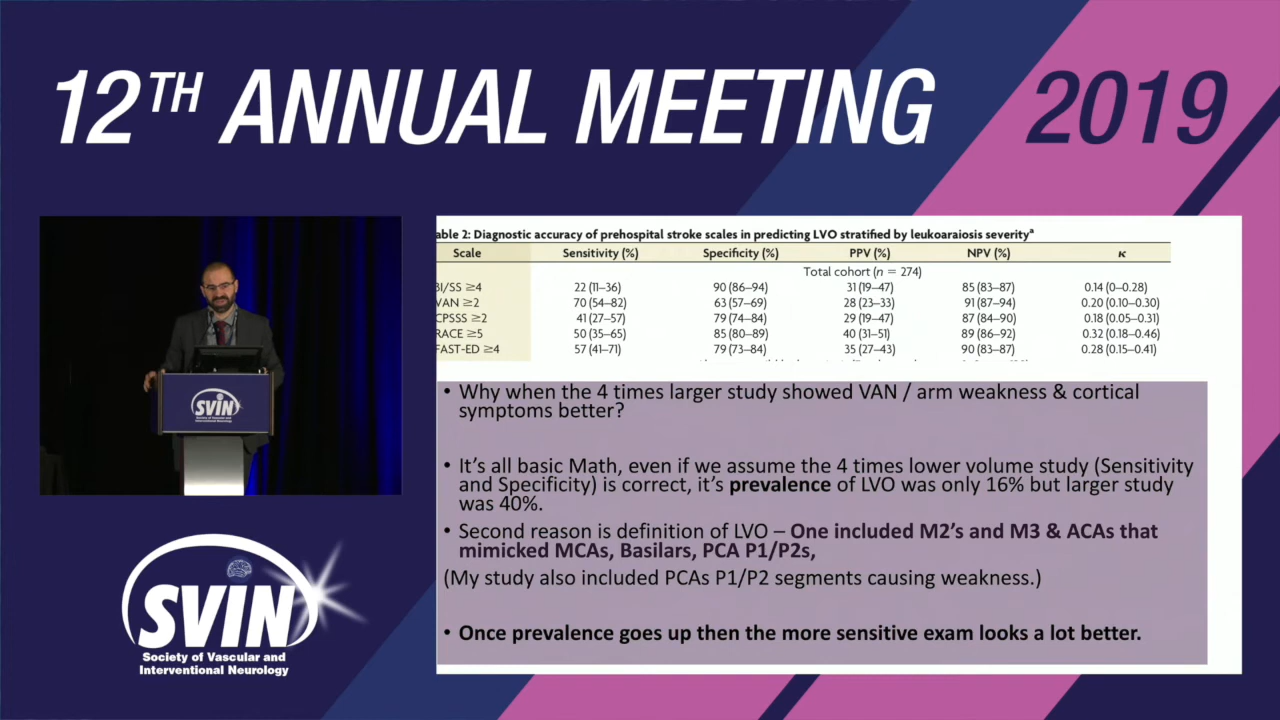 12TH ANNUAL MEETING 2019
able 2: Diagnostic accuracy of prehospital stroke scales in predicting LVO stratified by leukoaraiosis severityª
Scale Sensitivity (%) Specificity (%) PPV (%) NPV (%) κ
Total cohort (n = 274)
BI/SS ≥4 22 (11–36) 90 (86–94) 31 (19–47) 85 (83–87) 0.14 (0–0.28)
VAN ≥2 70 (54–82) 63 (57–69) 28 (23–33) 91 (87–94) 0.20 (0.10–0.30)
CPSSS ≥2 41 (27–57) 79 (74–84) 29 (19–47) 87 (84–90) 0.18 (0.05–0.31)
RACE ≥5 50 (35–65) 85 (80–89) 40 (31–51) 89 (86–92) 0.32 (0.18–0.46)
FAST-ED ≥4 57 (41–71) 79 (73–84) 35 (27–43) 90 (83–87) 0.28 (0.15–0.41)
• Why when the 4 times larger study showed VAN / arm weakness & cortical
symptoms better?
• It's all basic Math, even if we assume the 4 times lower volume study (Sensitivity
and Specificity) is correct, it's prevalence of LVO was only 16% but larger study
was 40%.
• Second reason is definition of LVO – One included M2's and M3 & ACAs that
mimicked MCAs, Basilars, PCA P1/P2s,
(My study also included PCAs P1/P2 segments causing weakness.)
• Once prevalence goes up then the more sensitive exam looks a lot better.
SVIN
Society of Vascular and
Interventional Neurology
SVIN
Society of Vascular and
Interventional Neurology